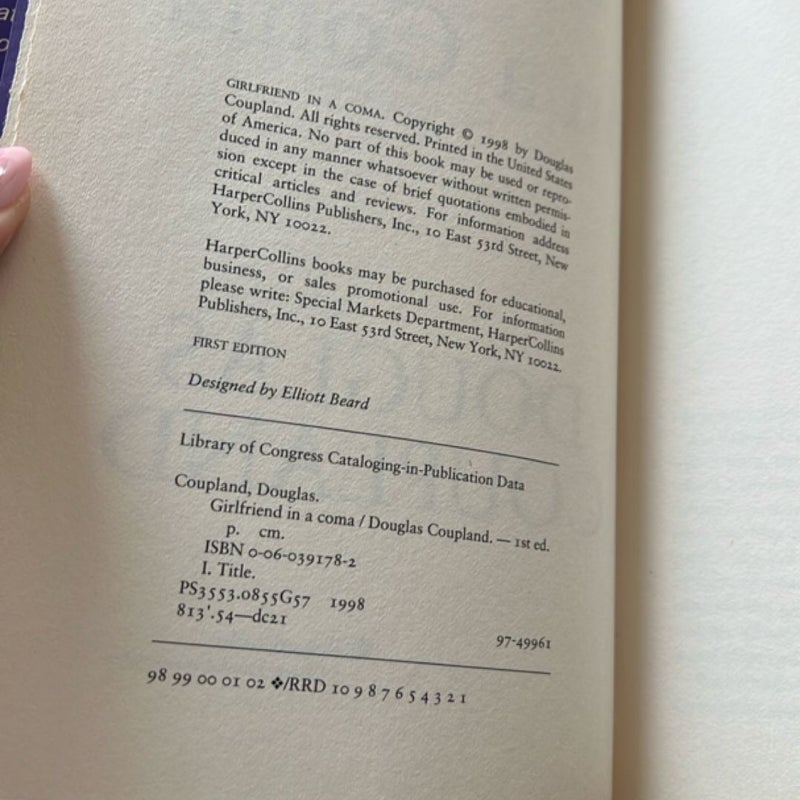 GIRLFRIEND IN A COMA. Copyright © 1998 by Douglas
Coupland. All rights reserved. Printed in the United States
of America. No part of this book may be used or repro-
duced in any manner whatsoever without written permis-
sion except in the case of brief quotations embodied in
critical articles and reviews. For information address
HarperCollins Publishers, Inc., 10 East 53rd Street, New
York, NY 10022.
HarperCollins books may be purchased for educational,
business, or sales promotional use. For information
please write: Special Markets Department, HarperCollins
Publishers, Inc., 10 East 53rd Street, New York, NY 10022.
FIRST EDITION
Designed by Elliott Beard
Library of Congress Cataloging-in-Publication Data
Coupland, Douglas.
Girlfriend in a coma / Douglas Coupland. — 1st ed.
p. cm.
ISBN 0-06-039178-2
I. Title.
PS3553.0855G57 1998
813'.54—dc21
97-49961
98 99 00 01 02 ❖/RRD 10 9 8 7 6 5 4 3 2 1